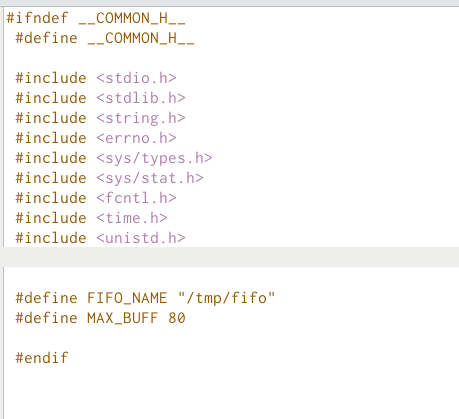 #ifndef __COMMON_H__
#define __COMMON_H__
#include <stdio.h>
#include <stdlib.h>
#include <string.h>
#include <errno.h>
#include <sys/types.h>
#include <sys/stat.h>
#include <fcntl.h>
#include <time.h>
#include <unistd.h>
#define FIFO_NAME "/tmp/fifo"
#define MAX_BUFF 80
#endif